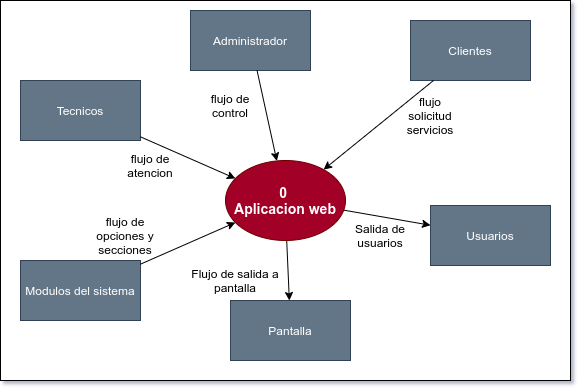 Administrador
Clientes
Tecnicos
flujo de
control
flujo
solicitud
servicios
flujo de
atencion
0
Aplicacion web
flujo de
opciones y
secciones
Salida de
usuarios
Usuarios
Modulos del sistema
Flujo de salida a
pantalla
Pantalla